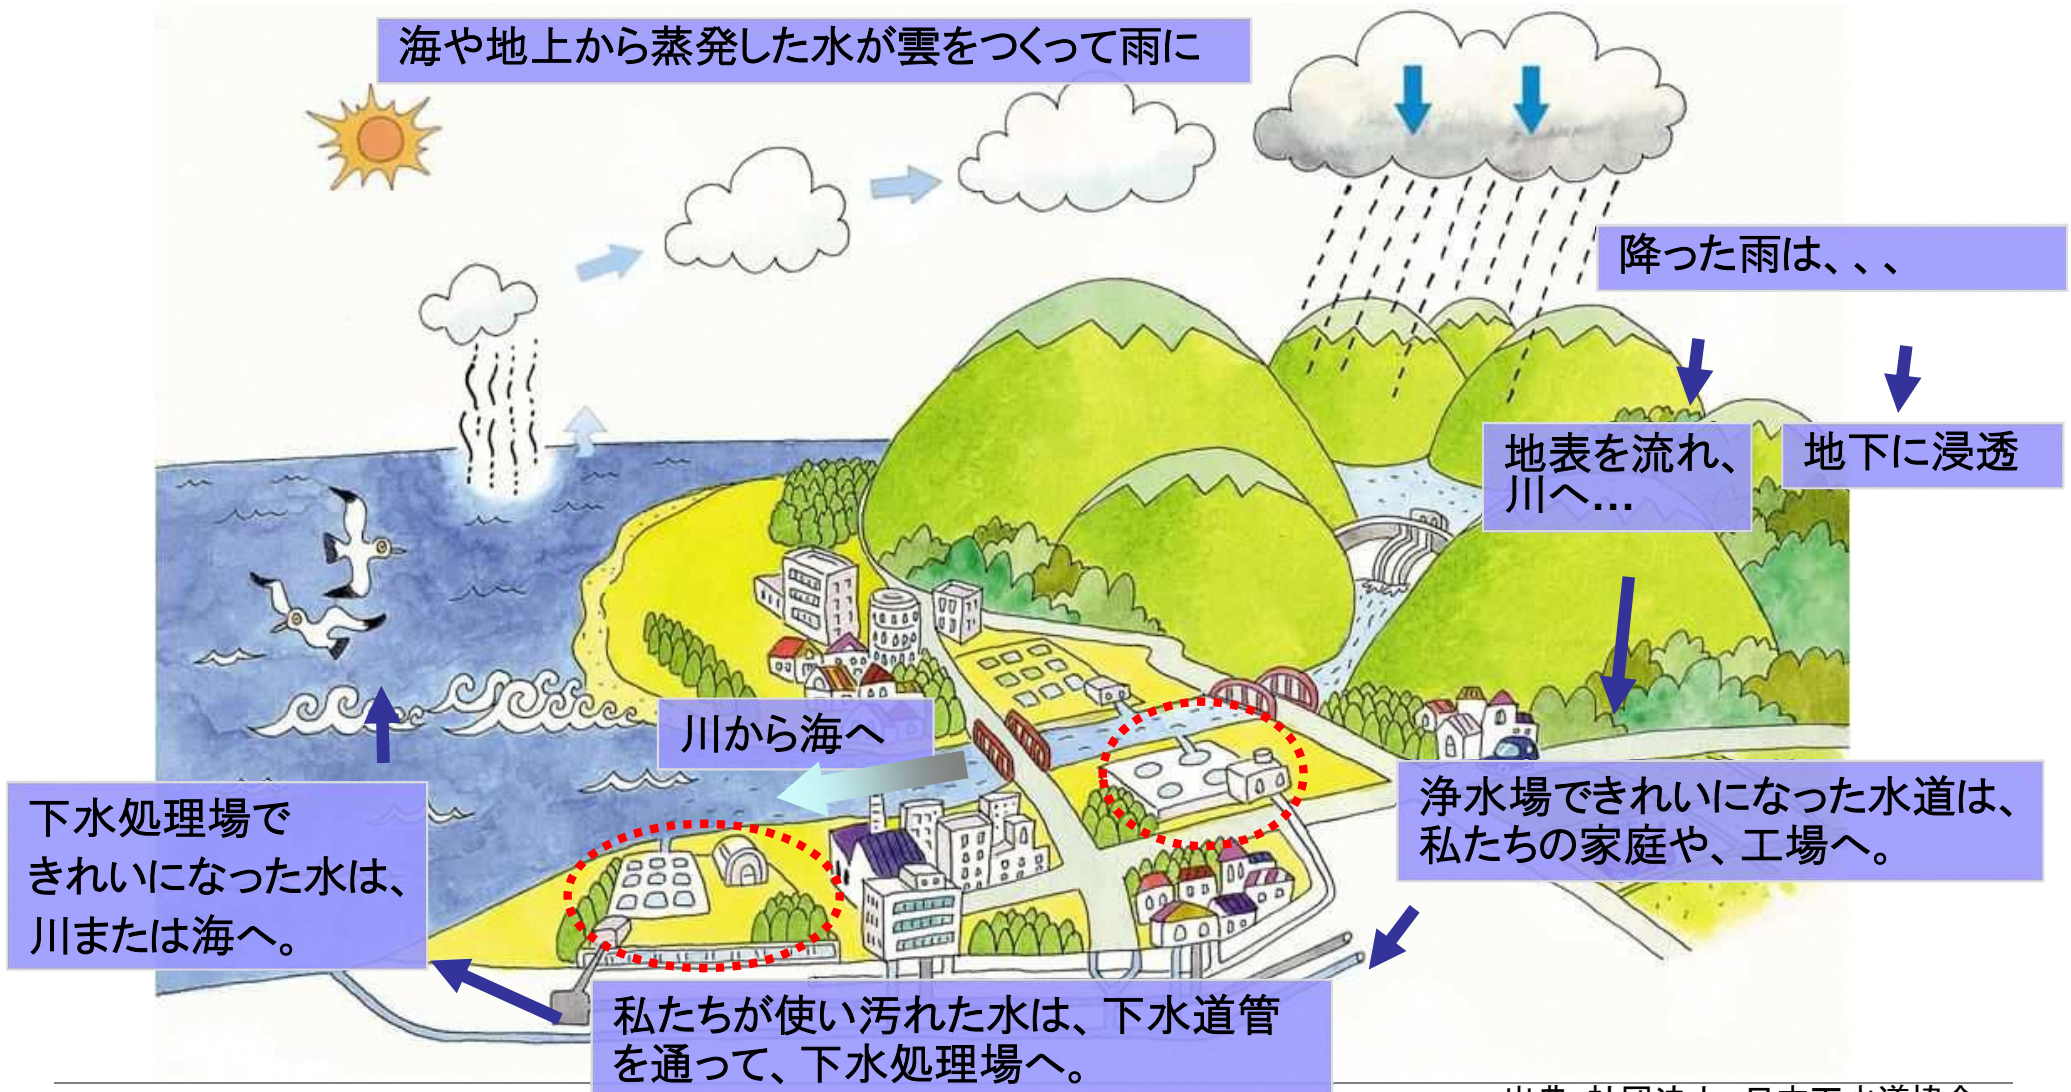 海や地上から蒸発した水が雲をつくって雨に
降った雨は、、、
地表を流れ、
川へ...
地下に浸透
川から海へ
浄水場できれいになった水道は、
私たちの家庭や、工場へ。
下水処理場で
きれいになった水は、
川または海へ。
私たちが使い汚れた水は、下水道管
を通って、下水処理場へ。